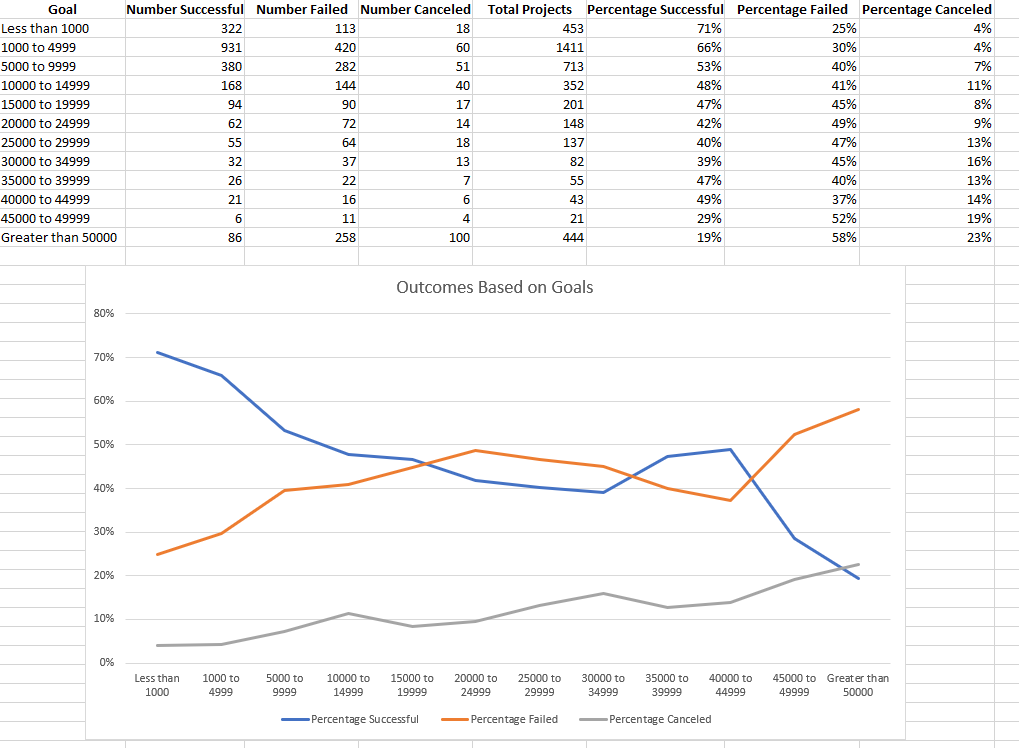 Goal Number Successful Number Failed Number Canceled Total Projects Percentage Successful Percentage Failed Percentage Canceled
Less than 1000 322 113 18 453 71% 25% 4%
1000 to 4999 931 420 60 1411 66% 30% 4%
5000 to 9999 380 282 51 713 53% 40% 7%
10000 to 14999 168 144 40 352 48% 41% 11%
15000 to 19999 94 90 17 201 47% 45% 8%
20000 to 24999 62 72 14 148 42% 49% 9%
25000 to 29999 55 64 18 137 40% 47% 13%
30000 to 34999 32 37 13 82 39% 45% 16%
35000 to 39999 26 22 7 55 47% 40% 13%
40000 to 44999 21 16 6 43 49% 37% 14%
45000 to 49999 6 11 4 21 29% 52% 19%
Greater than 50000 86 258 100 444 19% 58% 23%
Outcomes Based on Goals
80%
70%
60%
50%
40%
30%
20%
10%
0%
Less than 1000 to 5000 to 10000 to 15000 to 20000 to 25000 to 30000 to 35000 to 40000 to 45000 to Greater than
1000 4999 9999 14999 19999 24999 29999 34999 39999 44999 49999 50000
Percentage Successful Percentage Failed Percentage Canceled